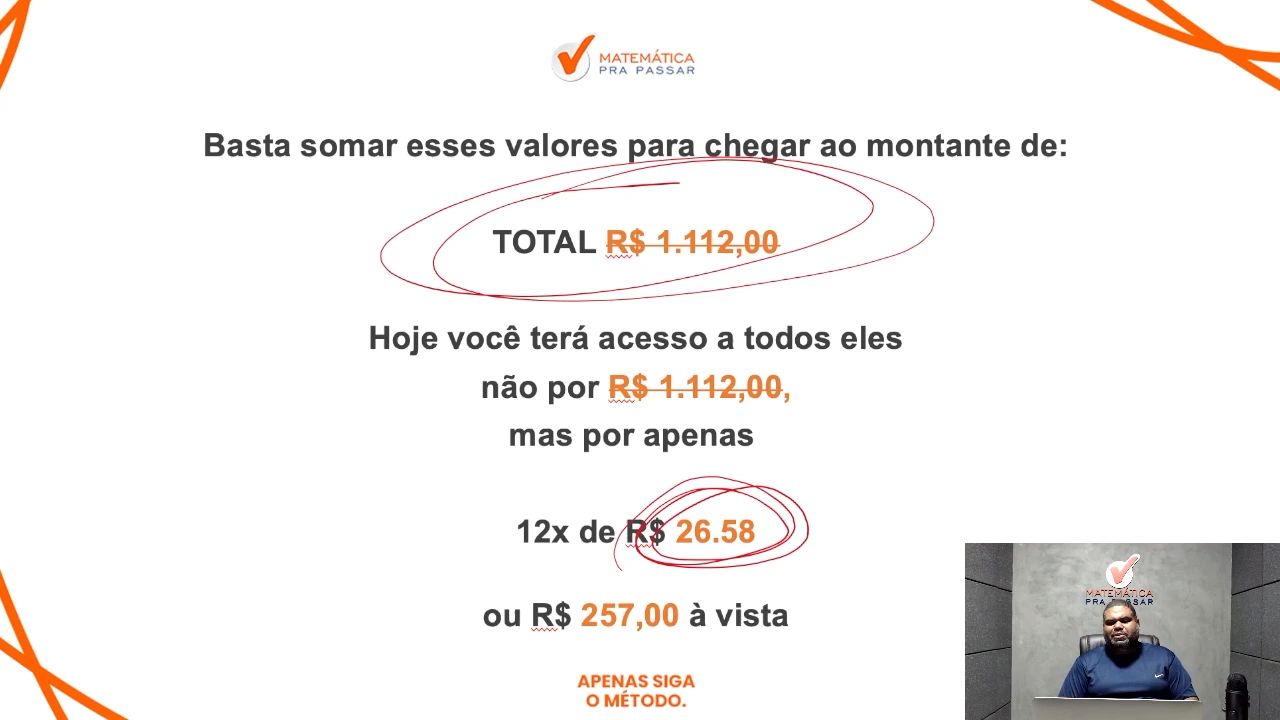 MATEMÁTICA
PRA PASSAR
Basta somar esses valores para chegar ao montante de:
TOTAL R$ 1.112,00
Hoje você terá acesso a todos eles
não por R$ 1.112,00,
mas por apenas
12x de R$ 26.58
ou R$ 257,00 à vista
APENAS SIGA
O MÉTODO.
MATEMÁTICA
PRA PASSAR